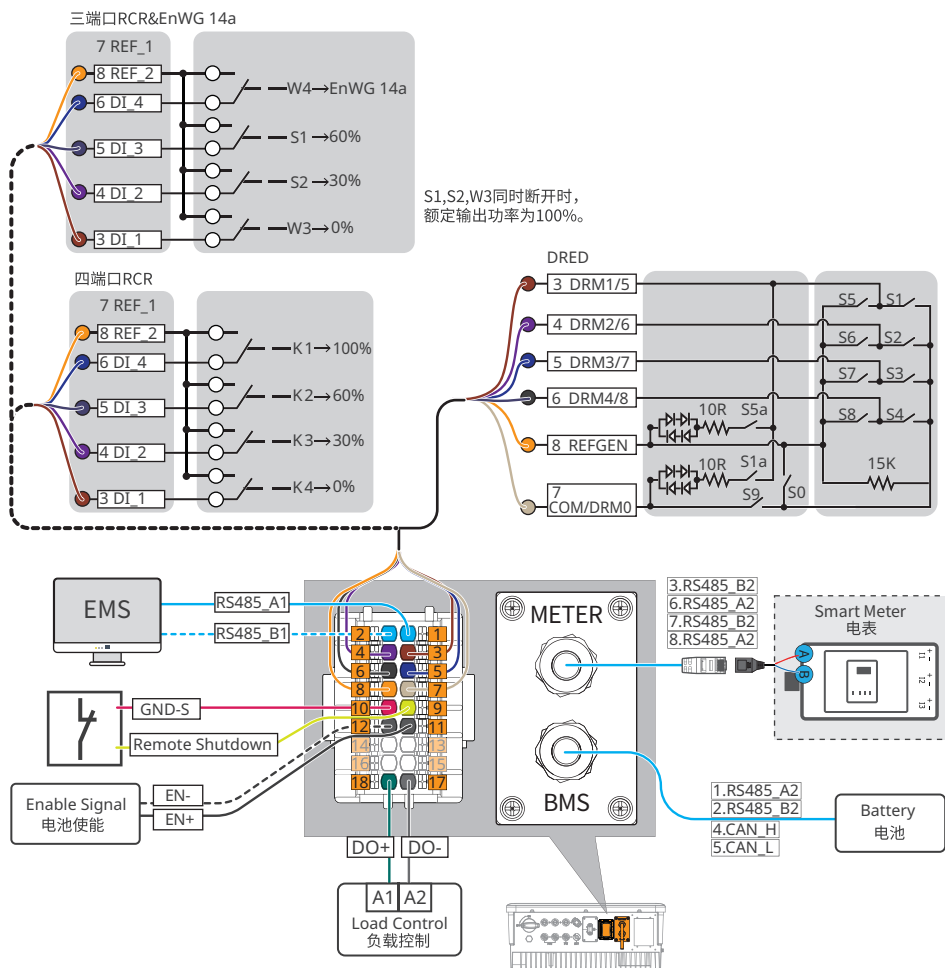 三端口RCR&EnWG 14a
7 REF_1
8 REF_2
W4→EnWG 14a
6 DI_4
S1→60%
5 DI_3
S2→30%
4 DI_2
W3→0%
3 DI_1
S1,S2,W3同时断开时，
额定输出功率为100%。
四端口RCR
7 REF_1
8 REF_2
K1→100%
6 DI_4
K2→60%
5 DI_3
K3→30%
4 DI_2
K4→0%
3 DI_1
DRED
3 DRM1/5
S5 S1
4 DRM2/6
S6 S2
5 DRM3/7
S7 S3
6 DRM4/8
S8 S4
10R S5a
8 REFGEN
10R S1a
15K
7
COM/DRM0
S9
S0
EMS
RS485_A1
RS485_B1
2 1
4 3
6 5
8 7
10 9
12 11
14 13
16 15
18 17
GND-S
Remote Shutdown
Enable Signal
电池使能
EN-
EN+
DO+ DO-
A1 A2
Load Control
负载控制
METER
BMS
3.RS485_B2
6.RS485_A2
7.RS485_B2
8.RS485_A2
Smart Meter
电表
A
B
I1 + -
I2 + -
I3 + -
1.RS485_A2
2.RS485_B2
4.CAN_H
5.CAN_L
Battery
电池